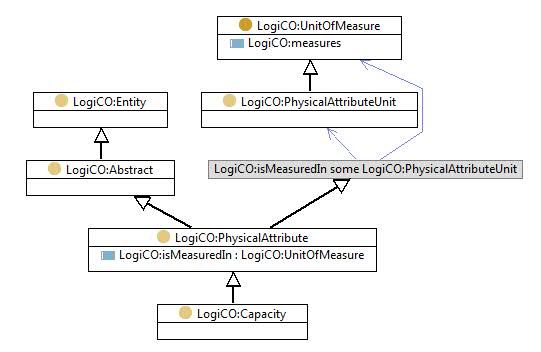 LogiCO:UnitOfMeasure
LogiCO:measures
LogiCO:Entity
LogiCO:PhysicalAttributeUnit
LogiCO:Abstract
LogiCO:isMeasuredIn some LogiCO:PhysicalAttributeUnit
LogiCO:PhysicalAttribute
LogiCO:isMeasuredIn : LogiCO:UnitOfMeasure
LogiCO:Capacity